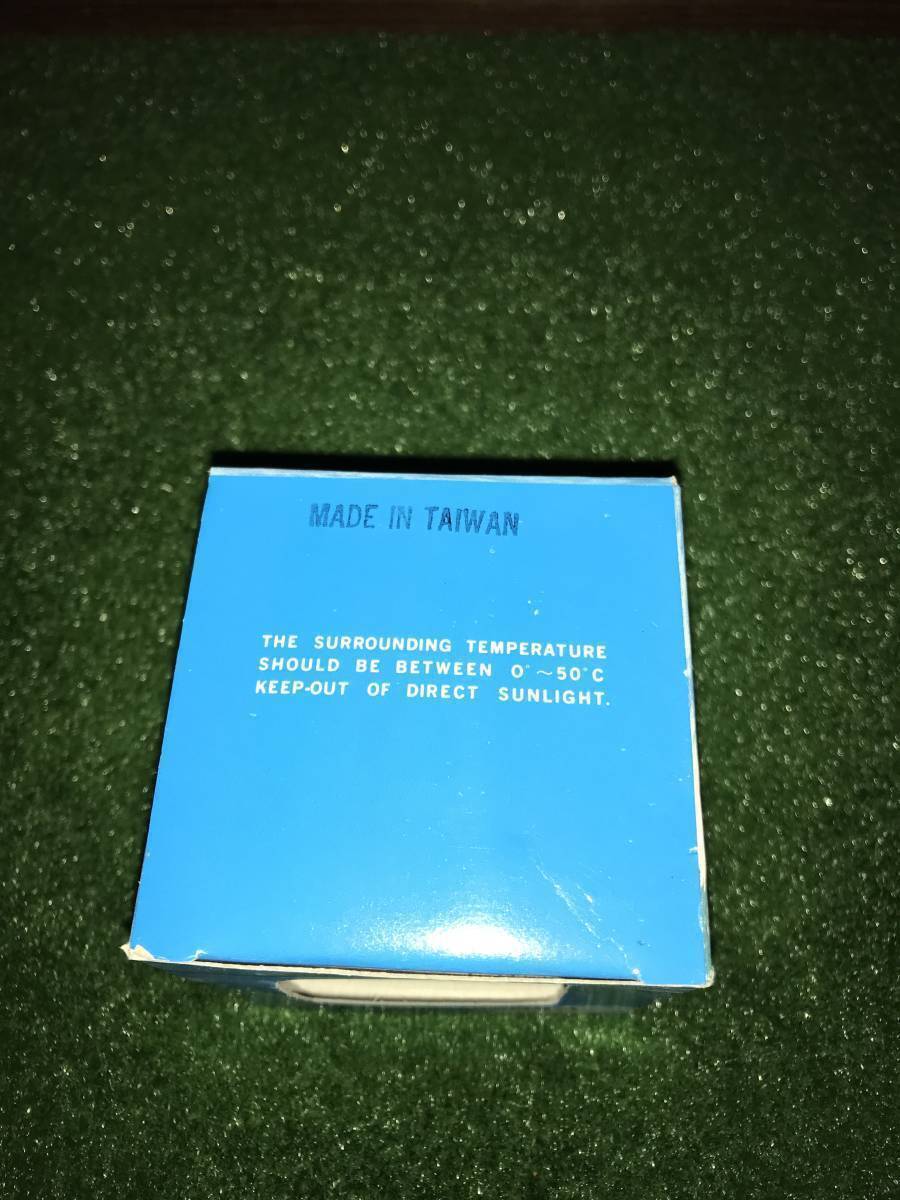 MADE IN TAIWAN
THE SURROUNDING TEMPERATURE
SHOULD BE BETWEEN 0°~50°C
KEEP-OUT OF DIRECT SUNLIGHT.